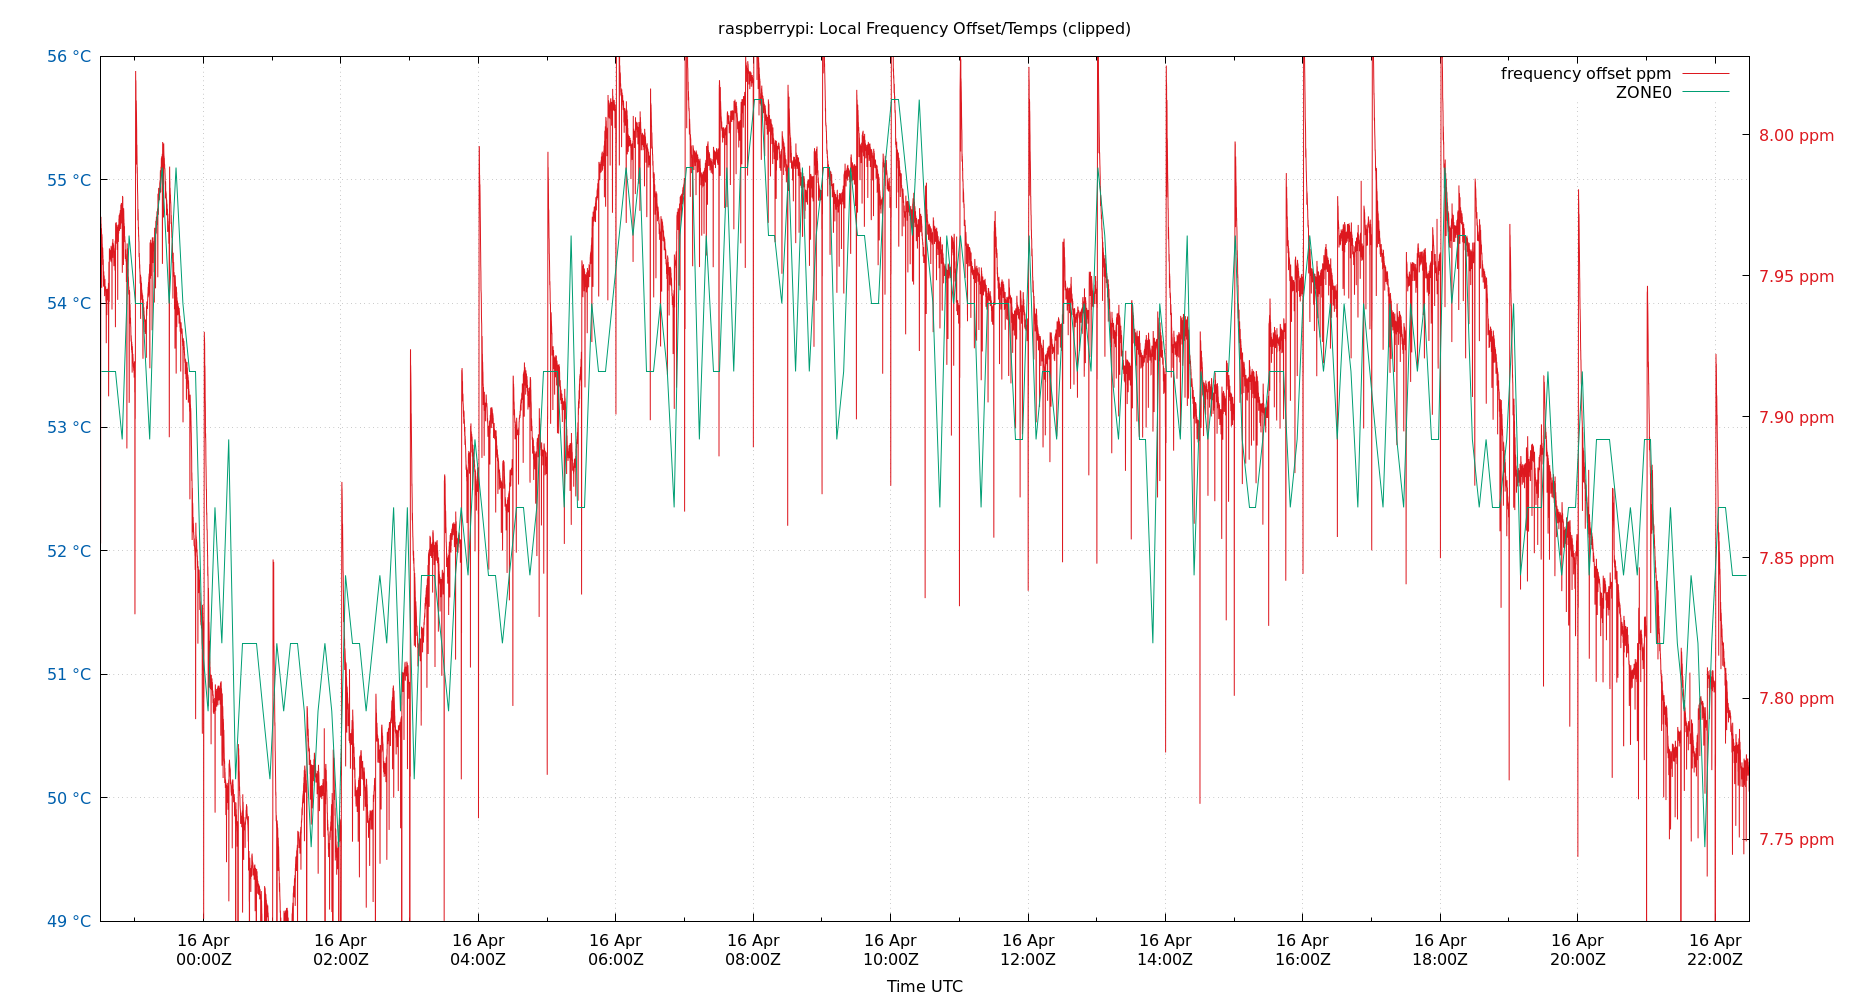 raspberrypi: Local Frequency Offset/Temps (clipped)
frequency offset ppm
ZONE0
56 °C
55 °C
54 °C
53 °C
52 °C
51 °C
50 °C
49 °C
8.00 ppm
7.95 ppm
7.90 ppm
7.85 ppm
7.80 ppm
7.75 ppm
16 Apr 16 Apr 16 Apr 16 Apr 16 Apr 16 Apr 16 Apr 16 Apr 16 Apr 16 Apr 16 Apr 16 Apr
00:00Z 02:00Z 04:00Z 06:00Z 08:00Z 10:00Z 12:00Z 14:00Z 16:00Z 18:00Z 20:00Z 22:00Z
Time UTC